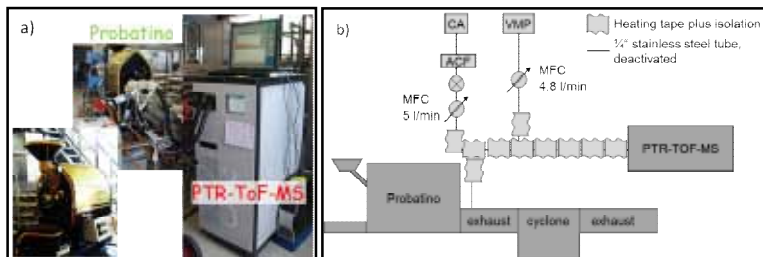 a)
Probatino
PTR-ToF-MS
b)
CA
VMP
ACF
MFC
5 l/min
MFC
4.8 l/min
Heating tape plus isolation
¼“ stainless steel tube,
deactivated
PTR-TOF-MS
Probatino
exhaust
cyclone
exhaust